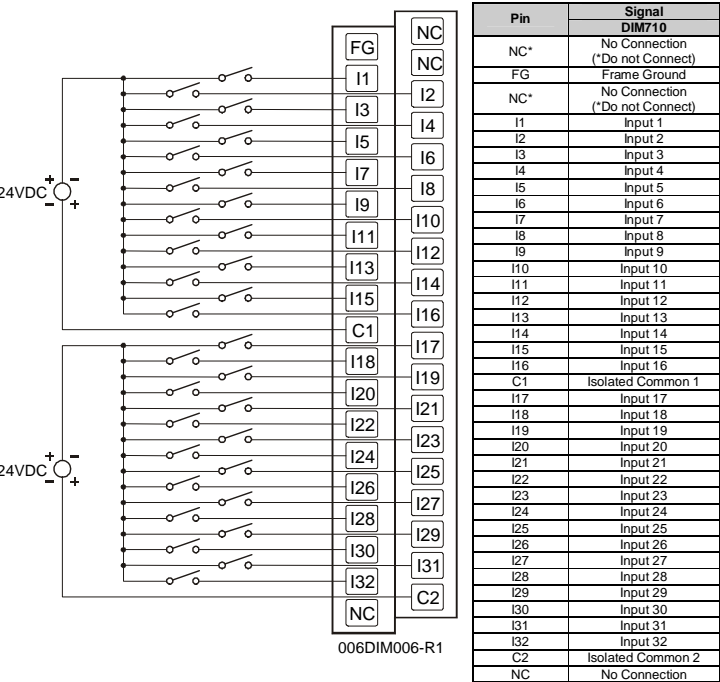 NC
FG
NC
I1
I2
I3
I4
I5
I6
I7
I8
I9
I10
I11
I12
I13
I14
I15
I16
C1
I17
I18
I19
I20
I21
I22
I23
I24
I25
I26
I27
I28
I29
I30
I31
I32
C2
NC
+ -
24VDC
- +
+ -
24VDC
- +
006DIM006-R1
Pin Signal
DIM710
NC* No Connection
(*Do not Connect)
FG Frame Ground
NC* No Connection
(*Do not Connect)
I1 Input 1
I2 Input 2
I3 Input 3
I4 Input 4
I5 Input 5
I6 Input 6
I7 Input 7
I8 Input 8
I9 Input 9
I10 Input 10
I11 Input 11
I12 Input 12
I13 Input 13
I14 Input 14
I15 Input 15
I16 Input 16
C1 Isolated Common 1
I17 Input 17
I18 Input 18
I19 Input 19
I20 Input 20
I21 Input 21
I22 Input 22
I23 Input 23
I24 Input 24
I25 Input 25
I26 Input 26
I27 Input 27
I28 Input 28
I29 Input 29
I30 Input 30
I31 Input 31
I32 Input 32
C2 Isolated Common 2
NC No Connection